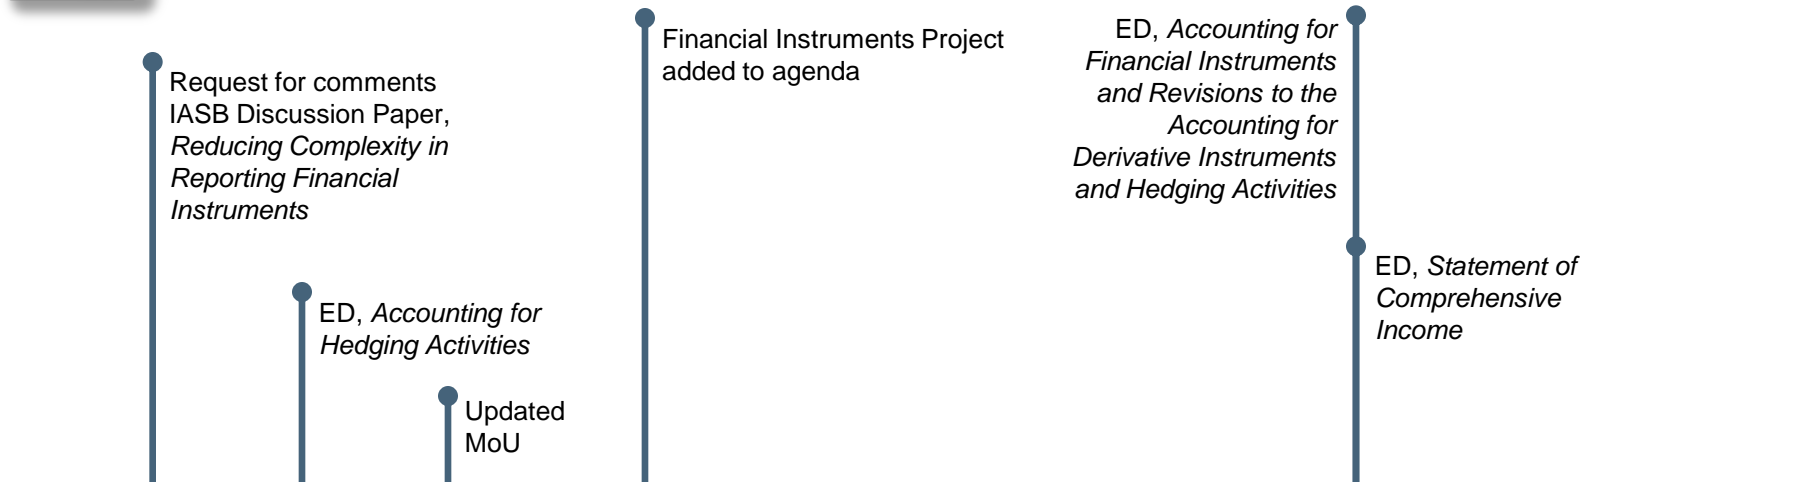 Request for comments
IASB Discussion Paper,
Reducing Complexity in
Reporting Financial
Instruments
ED, Accounting for
Hedging Activities
Updated
MoU
Financial Instruments Project
added to agenda
ED, Accounting for
Financial Instruments
and Revisions to the
Accounting for
Derivative Instruments
and Hedging Activities
ED, Statement of
Comprehensive
Income